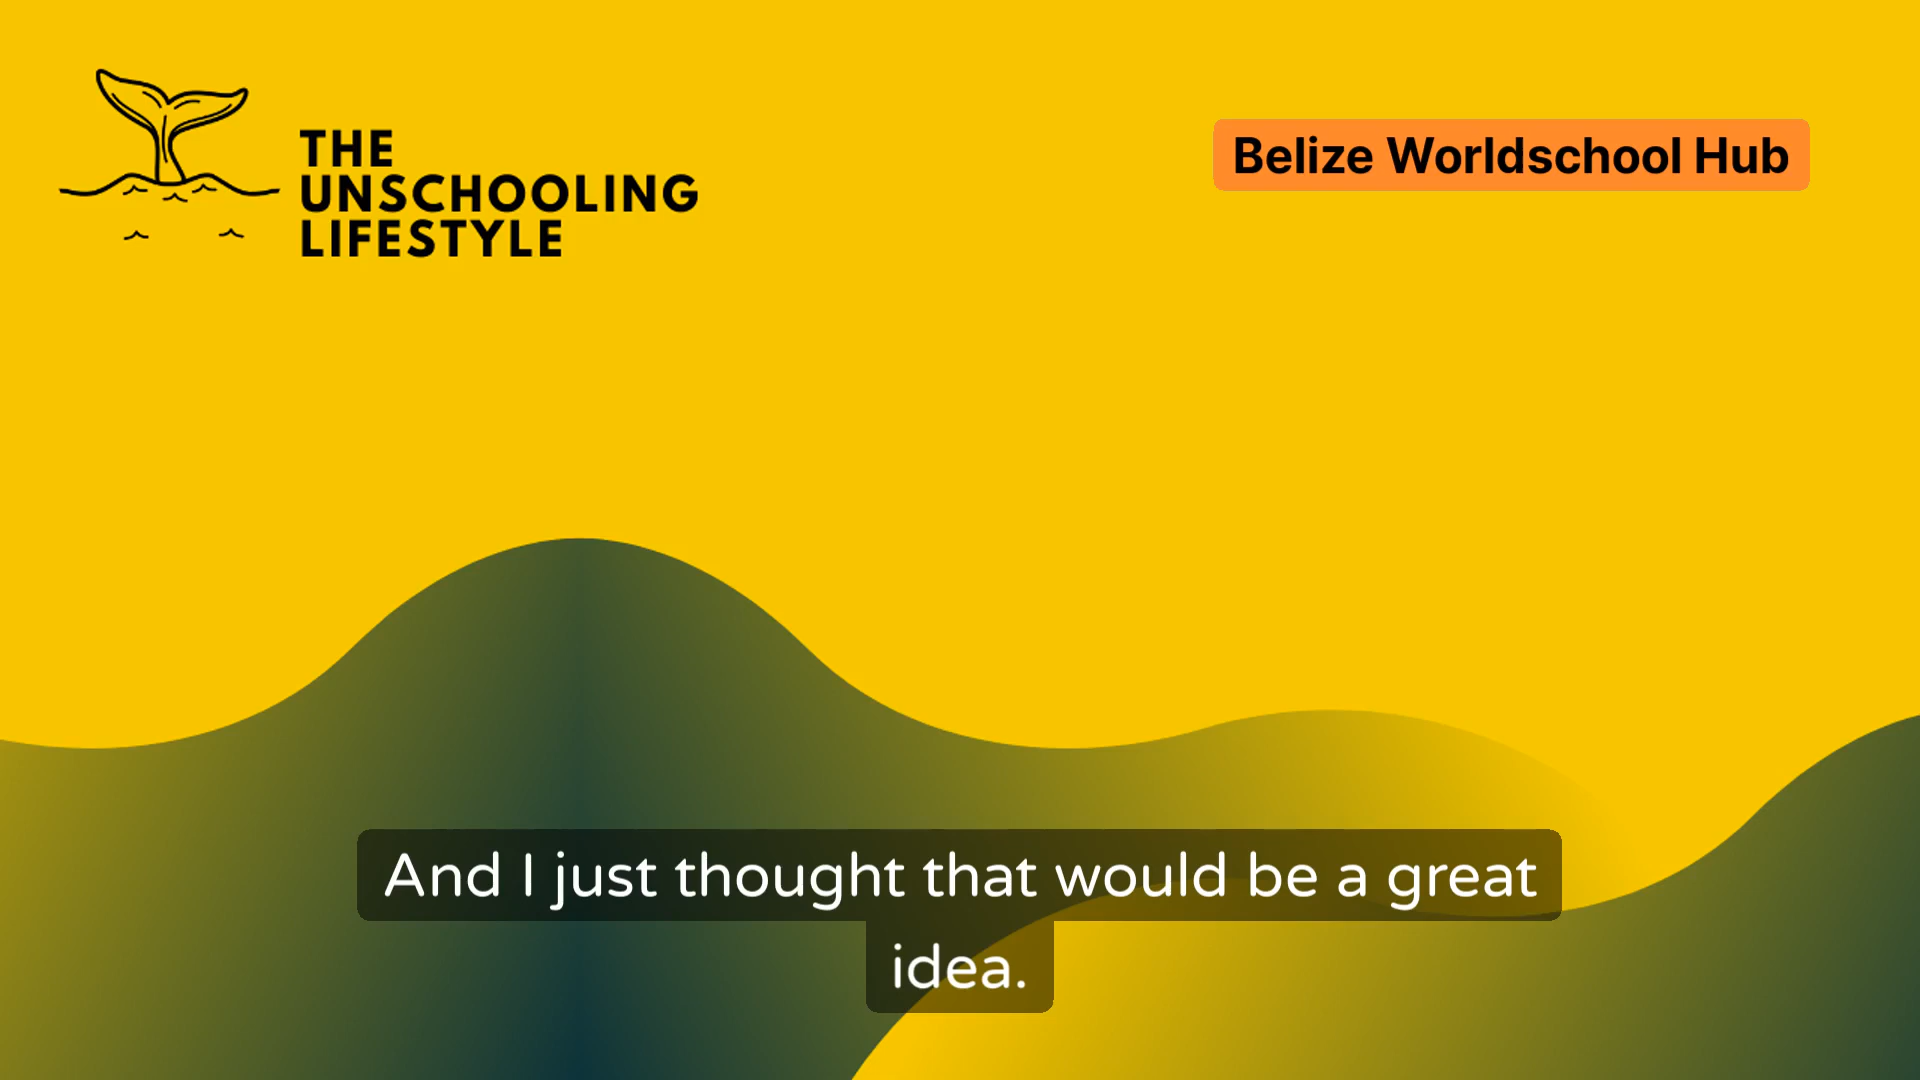 THE
UNSCHOOLING
LIFESTYLE
Belize Worldschool Hub
And I just thought that would be a great
idea.